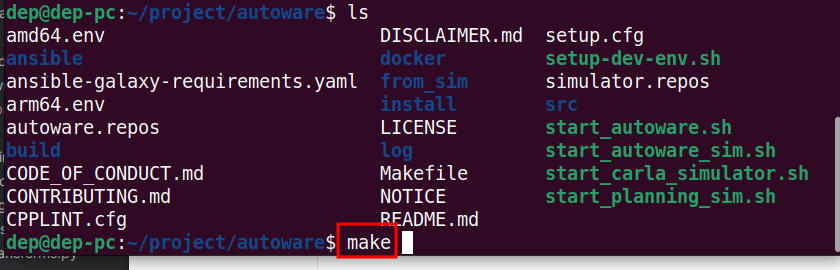 dep@dep-pc:~/project/autoware$ ls
amd64.env DISCLAIMER.md setup.cfg
ansible docker setup-dev-env.sh
ansible-galaxy-requirements.yaml from_sim simulator.repos
arm64.env install src
autoware.repos LICENSE start_autoware.sh
build log start_autoware_sim.sh
CODE_OF_CONDUCT.md Makefile start_carla_simulator.sh
CONTRIBUTING.md NOTICE start_planning_sim.sh
CPPLINT.cfg README.md
dep@dep-pc:~/project/autoware$ make